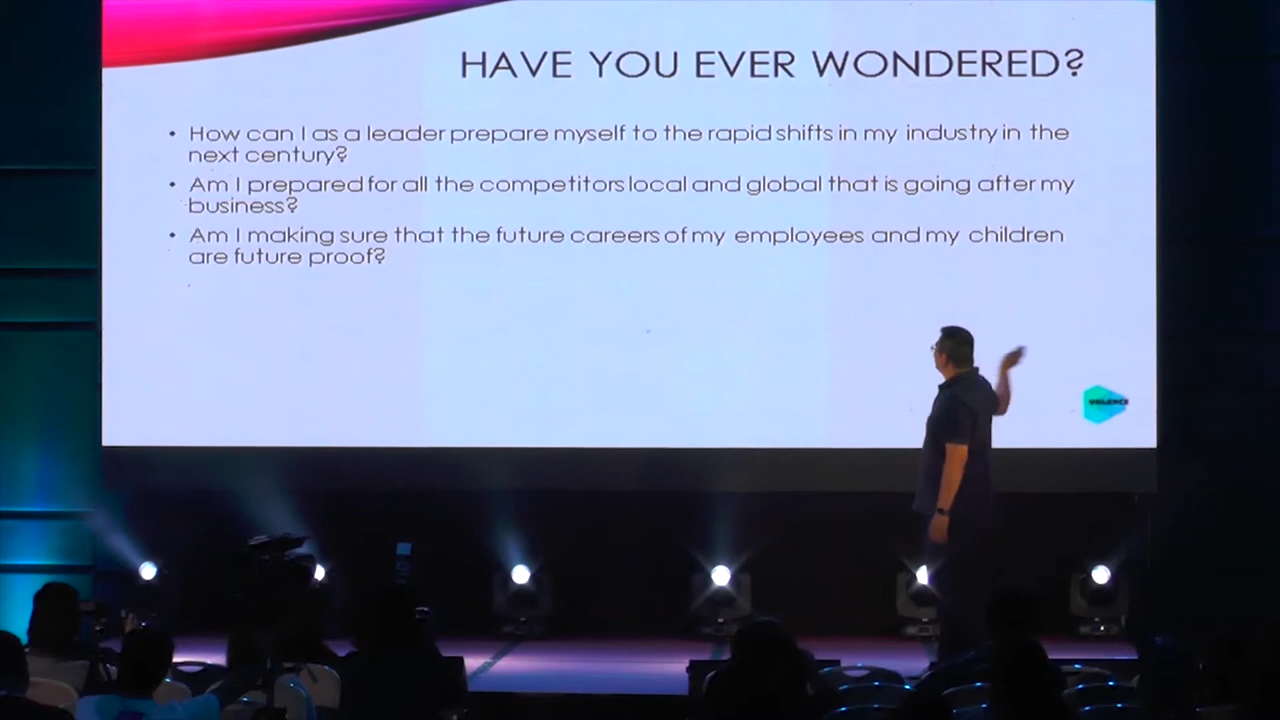 HAVE YOU EVER WONDERED?
• How can I as a leader prepare myself to the rapid shifts in my industry in the
next century?
• Am I prepared for all the competitors local and global that is going after my
business?
• Am I making sure that the future careers of my employees and my children
are future proof?
VALENCE